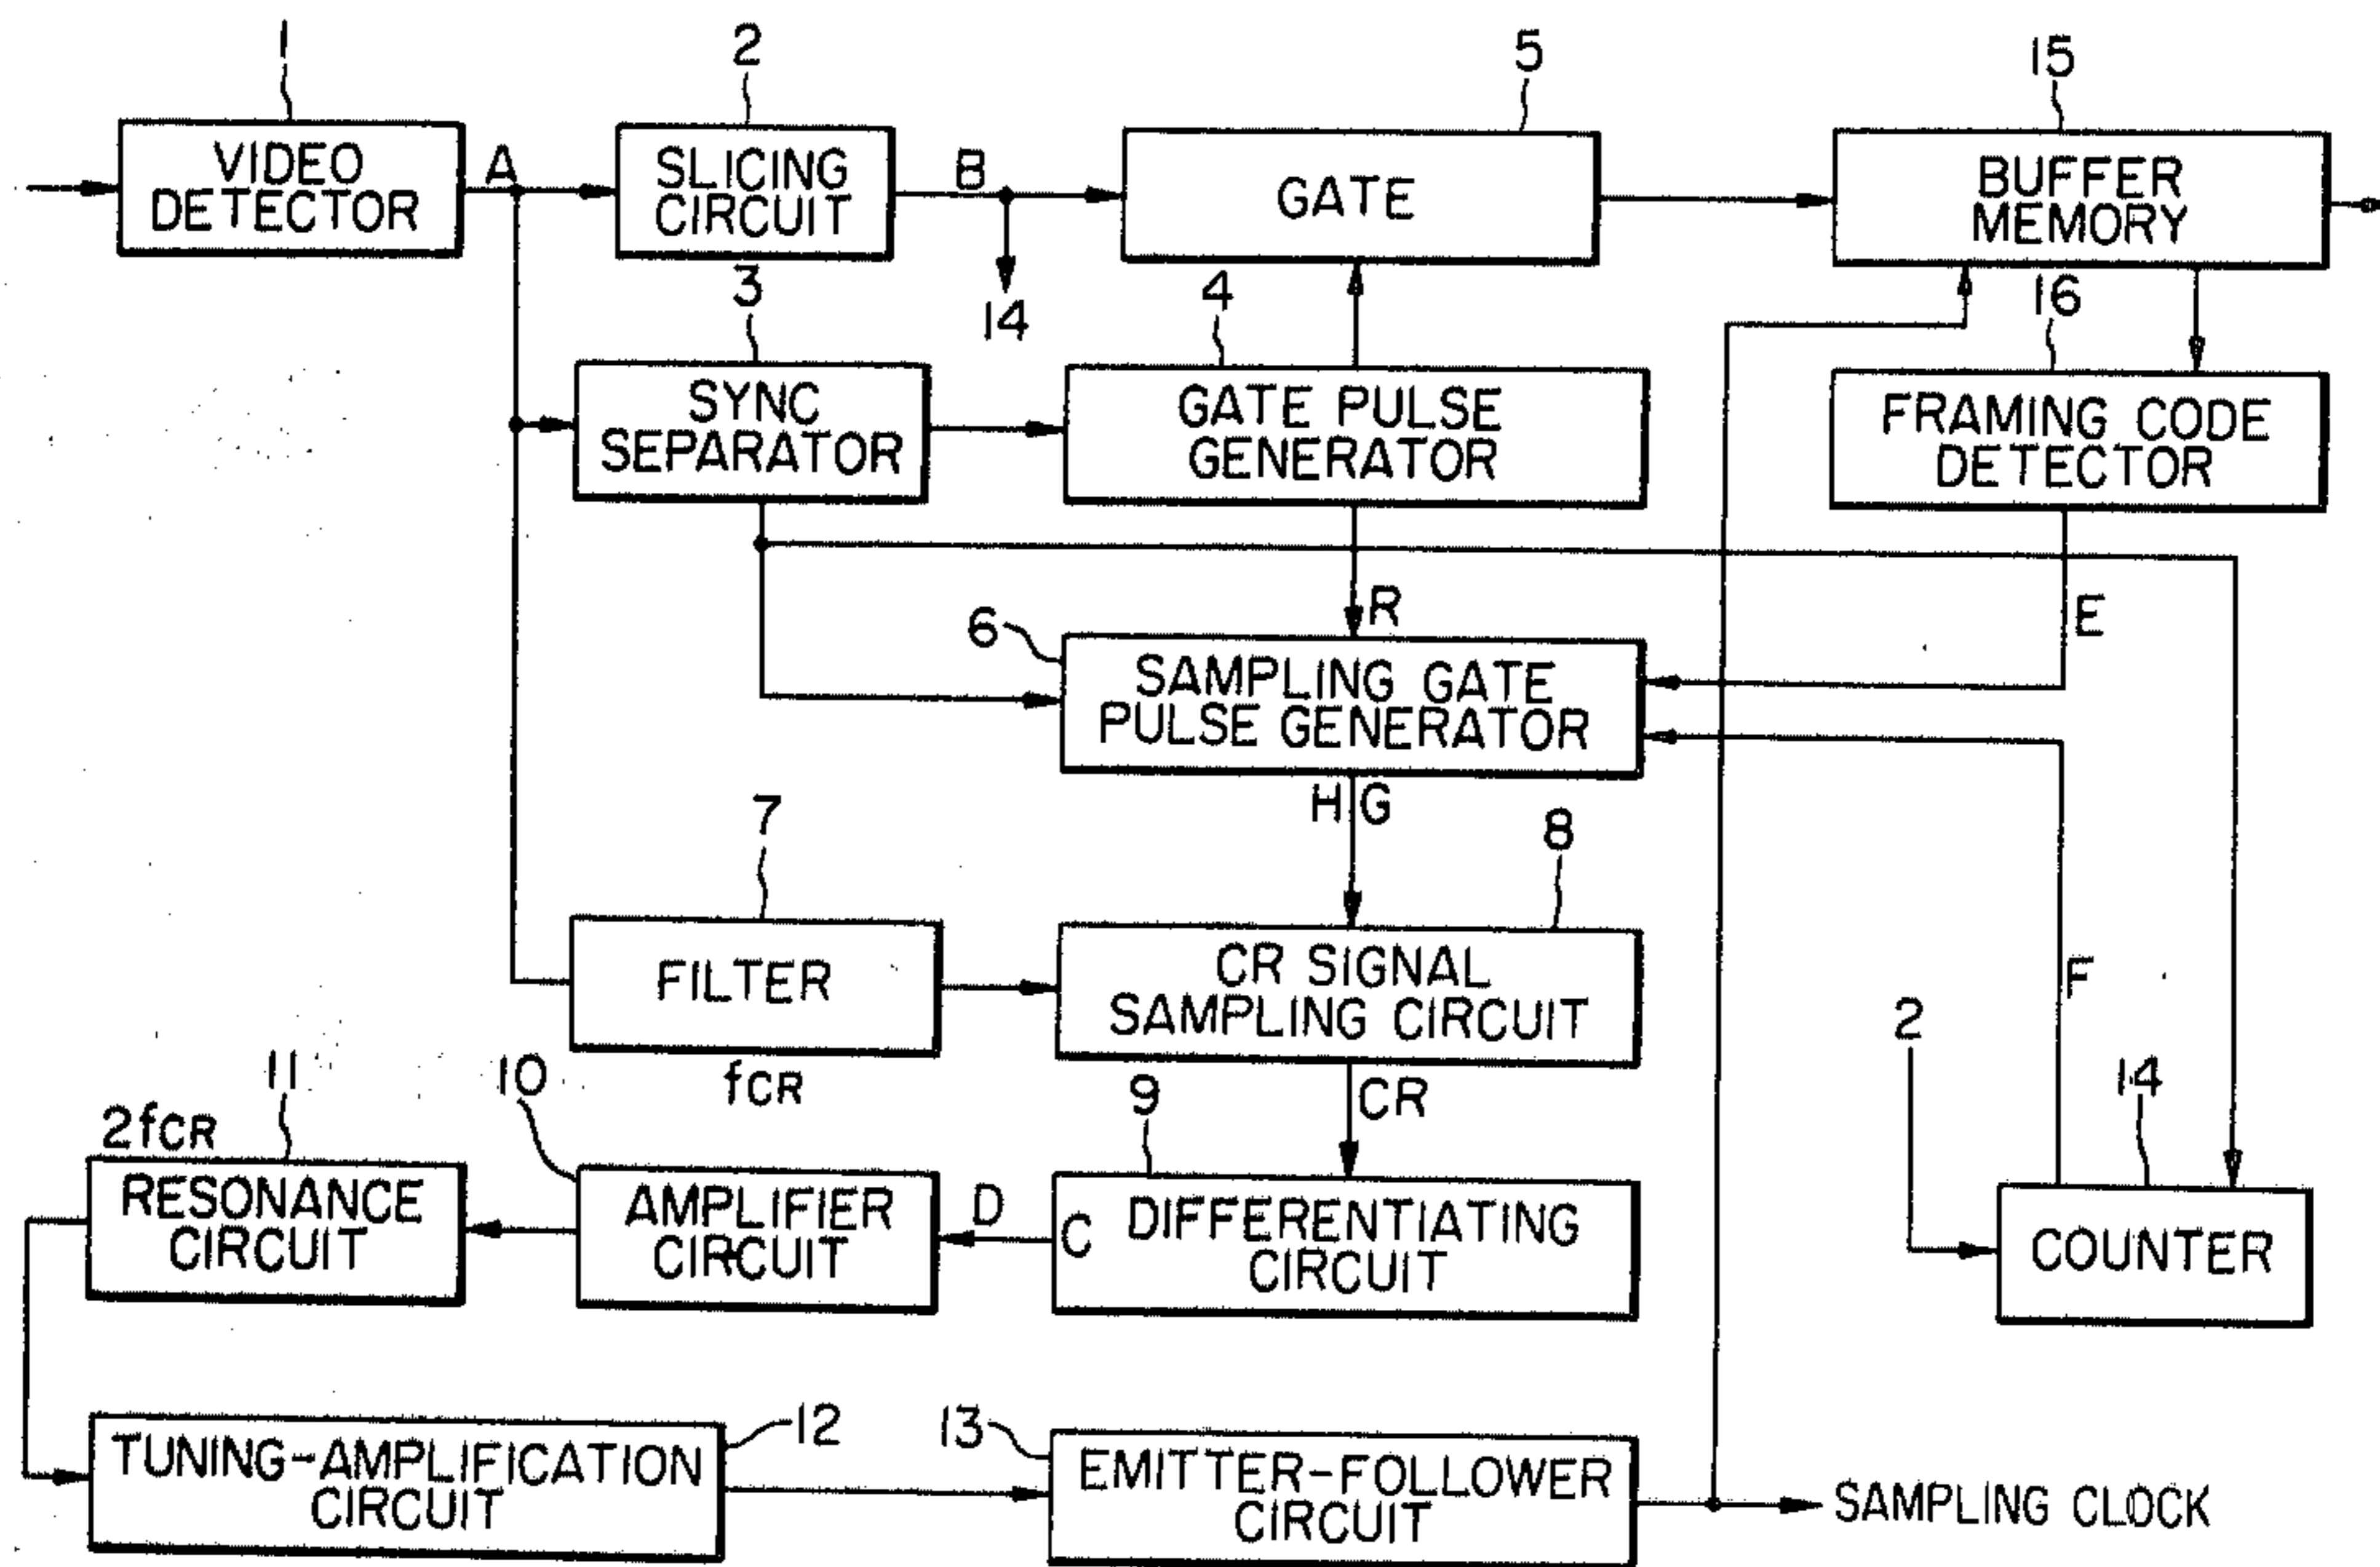 1
2
5
15
VIDEO
DETECTOR
A
SLICING
CIRCUIT
B
GATE
BUFFER
MEMORY
3
14
4
16
SYNC
SEPARATOR
GATE PULSE
GENERATOR
FRAMING CODE
DETECTOR
R
E
6
SAMPLING GATE
PULSE GENERATOR
H G
7
8
FILTER
CR SIGNAL
SAMPLING CIRCUIT
F
2
fCR
11
10
9
CR
14
2fCR
RESONANCE
CIRCUIT
AMPLIFIER
CIRCUIT
D
C
DIFFERENTIATING
CIRCUIT
COUNTER
12
13
TUNING-AMPLIFICATION
CIRCUIT
EMITTER-FOLLOWER
CIRCUIT
SAMPLING CLOCK